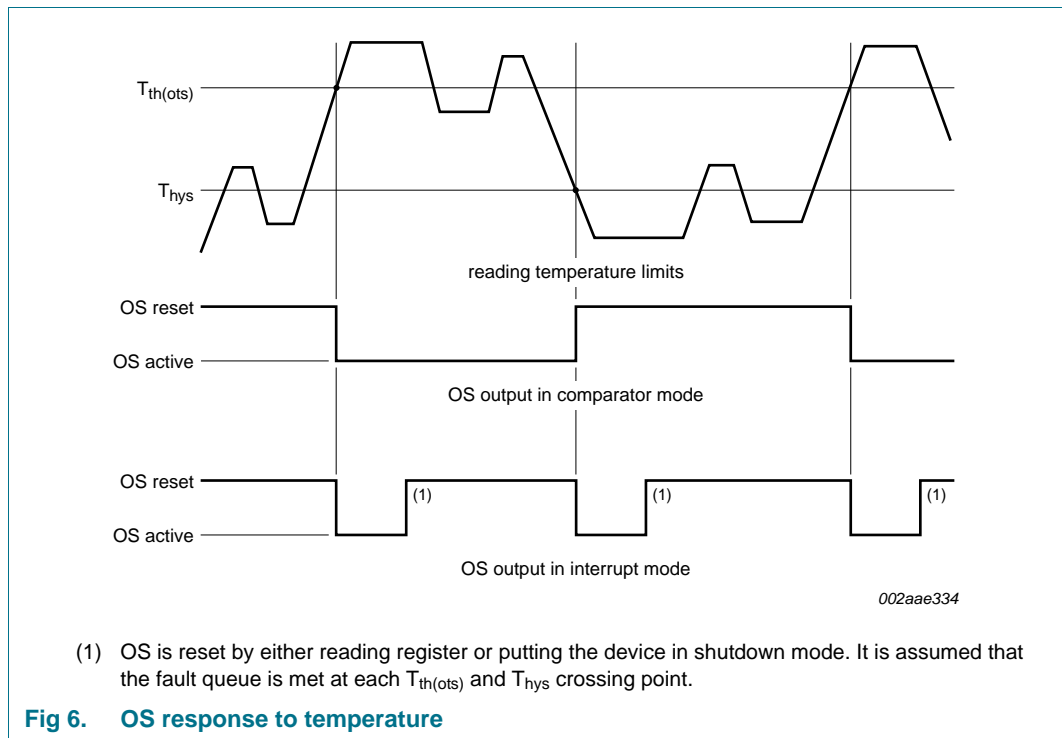 Tth(ots)
Thys
reading temperature limits
OS reset
OS active
OS output in comparator mode
OS reset
(1) (1) (1)
OS active
OS output in interrupt mode
002aae334
(1) OS is reset by either reading register or putting the device in shutdown mode. It is assumed that
the fault queue is met at each Tth(ots) and Thys crossing point.
Fig 6. OS response to temperature